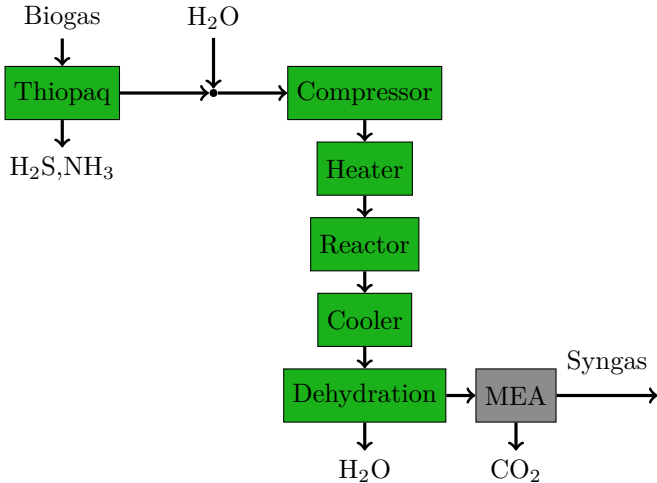 Biogas
H₂O
Thiopaq
Compressor
H₂S,NH₃
Heater
Reactor
Cooler
Syngas
Dehydration
MEA
H₂O
CO₂